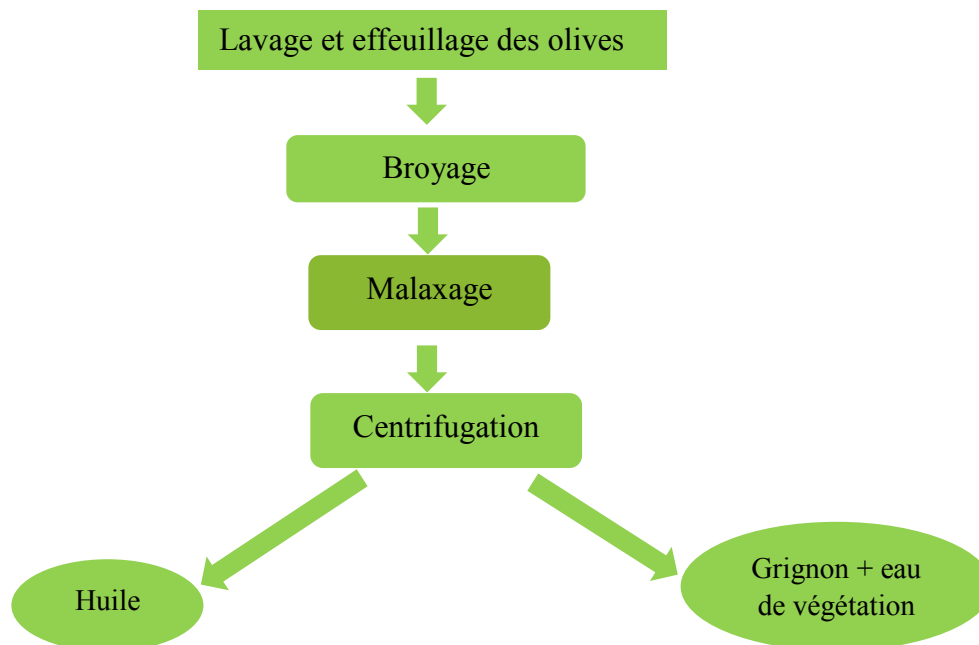 Lavage et effeuillage des olives
Broyage
Malaxage
Centrifugation
Huile
Grignon + eau
de végétation